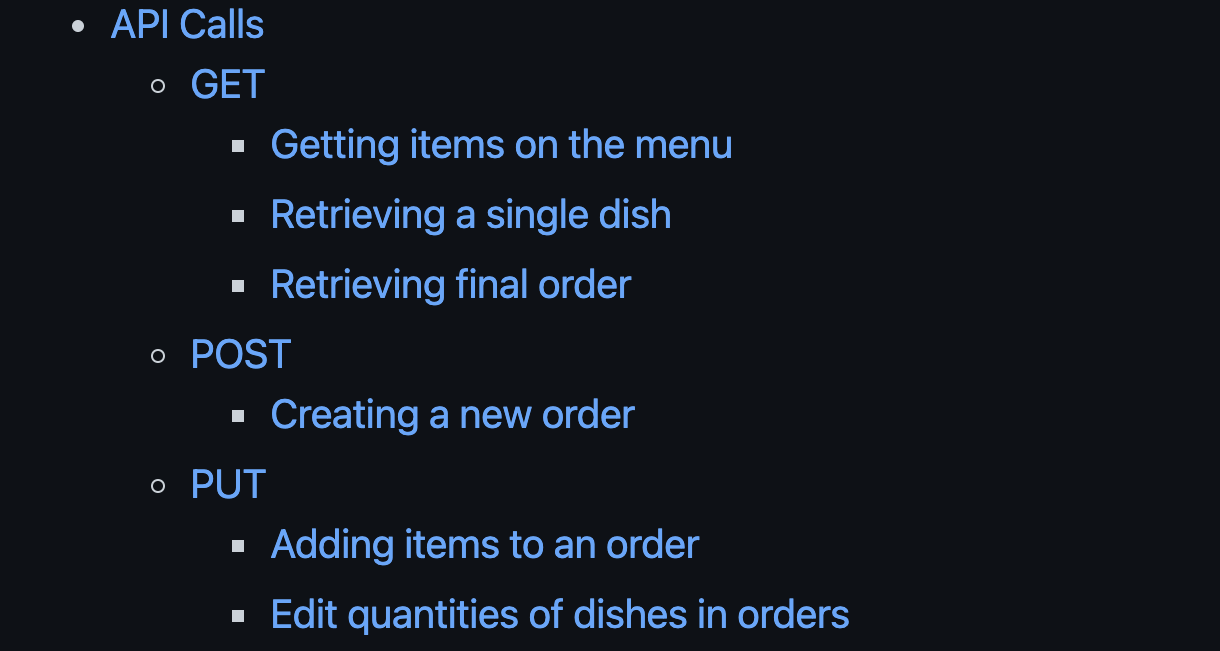 API Calls
GET
Getting items on the menu
Retrieving a single dish
Retrieving final order
POST
Creating a new order
PUT
Adding items to an order
Edit quantities of dishes in orders